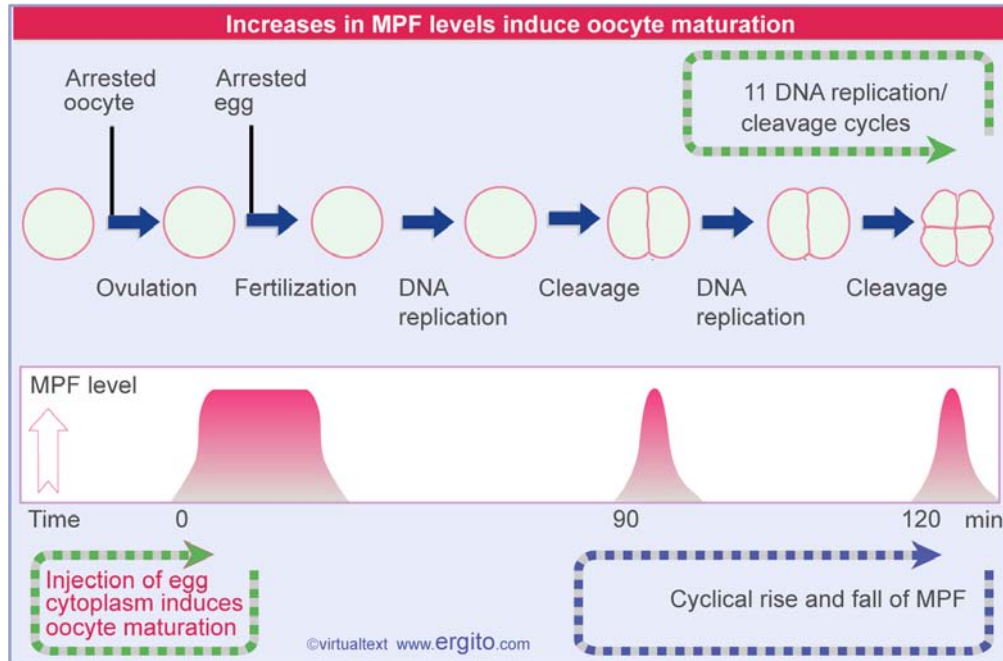 Increases in MPF levels induce oocyte maturation
Arrested
oocyte
Arrested
egg
11 DNA replication/
cleavage cycles
Ovulation
Fertilization
DNA
replication
Cleavage
DNA
replication
Cleavage
MPF level
Time
0
90
120
min
Injection of egg
cytoplasm induces
oocyte maturation
Cyclical rise and fall of MPF
©virtualtext www.ergito.com